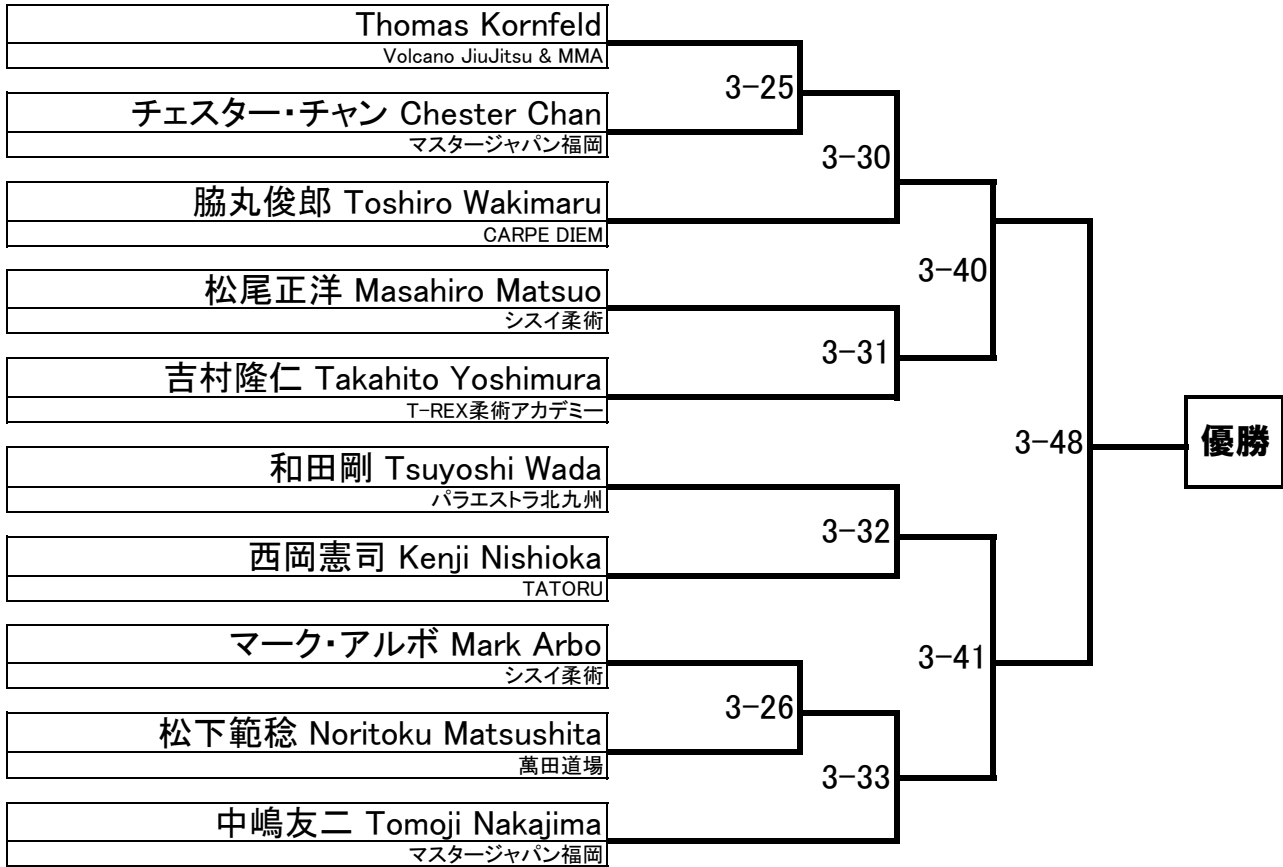 Thomas Kornfeld
Volcano JiuJitsu & MMA
3-25
チェスター・チャン Chester Chan
マスタージャパン福岡
3-30
脇丸俊郎 Toshiro Wakimaru
CARPE DIEM
3-40
松尾正洋 Masahiro Matsuo
シスイ柔術
3-31
吉村隆仁 Takahito Yoshimura
T-REX柔術アカデミー
3-48
優勝
和田剛 Tsuyoshi Wada
パラエストラ北九州
3-32
西岡憲司 Kenji Nishioka
TATORU
マーク・アルボ Mark Arbo
シスイ柔術
3-41
3-26
松下範稔 Noritoku Matsushita
萬田道場
3-33
中嶋友二 Tomoji Nakajima
マスタージャパン福岡